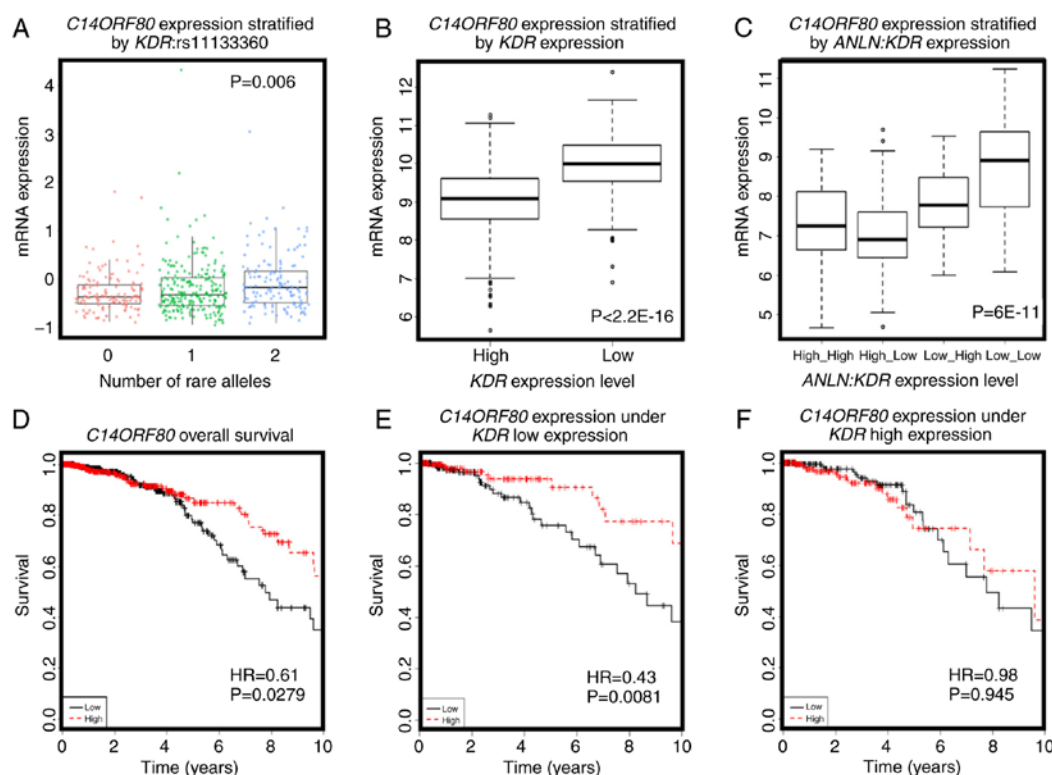 A
C14ORF80 expression stratified
by KDR:rs11133360
P=0.006
mRNA expression
4
3
2
1
0
−1
0 1 2
Number of rare alleles
B
C14ORF80 expression stratified
by KDR expression
mRNA expression
12
11
10
9
8
7
6
P<2.2E-16
High Low
KDR expression level
C
C14ORF80 expression stratified
by ANLN:KDR expression
mRNA expression
11
10
9
8
7
6
5
P=6E-11
High_High High_Low Low_High Low_Low
ANLN:KDR expression level
D
C14ORF80 overall survival
Survival
1.0
0.8
0.6
0.4
0.2
0.0
HR=0.61
P=0.0279
Low
High
0 2 4 6 8 10
Time (years)
E
C14ORF80 expression under
KDR low expression
Survival
1.0
0.8
0.6
0.4
0.2
0.0
HR=0.43
P=0.0081
Low
High
0 2 4 6 8 10
Time (years)
F
C14ORF80 expression under
KDR high expression
Survival
1.0
0.8
0.6
0.4
0.2
0.0
HR=0.98
P=0.945
Low
High
0 2 4 6 8 10
Time (years)